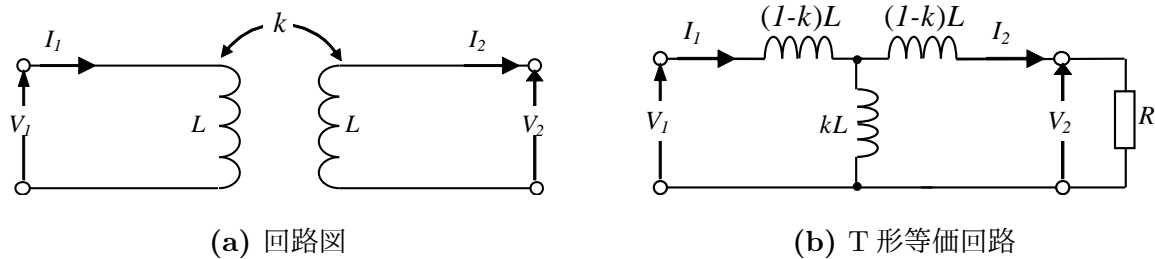 I₁ k I₂
V₁ L L V₂
(a) 回路図
(1-k)L (1-k)L
I₁ I₂
V₁ kL V₂ R
(b) T 形等価回路